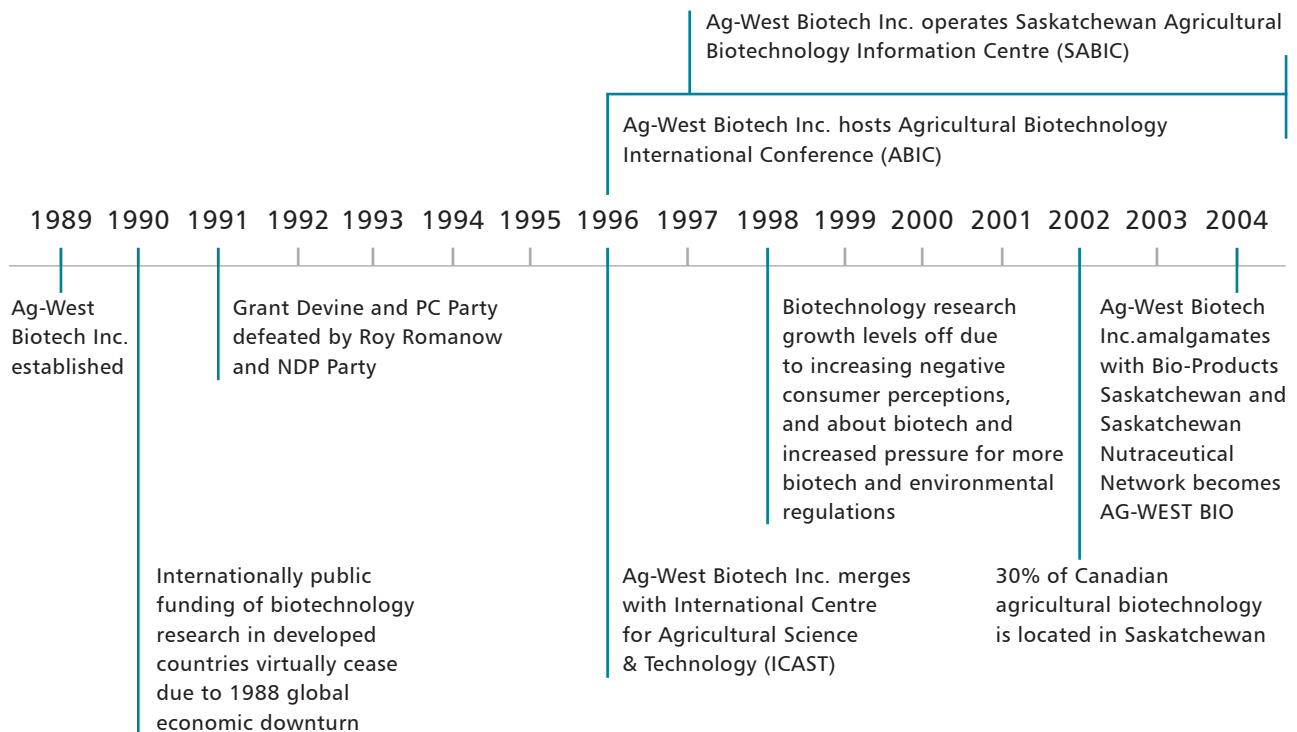 Ag-West Biotech Inc. operates Saskatchewan Agricultural
Biotechnology Information Centre (SABIC)
Ag-West Biotech Inc. hosts Agricultural Biotechnology
International Conference (ABIC)
1989 1990 1991 1992 1993 1994 1995 1996 1997 1998 1999 2000 2001 2002 2003 2004
Ag-West
Biotech Inc.
established
Internationally public
funding of biotechnology
research in developed
countries virtually cease
due to 1988 global
economic downturn
Grant Devine and PC Party
defeated by Roy Romanow
and NDP Party
Ag-West Biotech Inc. merges
with International Centre
for Agricultural Science
& Technology (ICAST)
Biotechnology research
growth levels off due
to increasing negative
consumer perceptions,
and about biotech and
increased pressure for more
biotech and environmental
regulations
30% of Canadian
agricultural biotechnology
is located in Saskatchewan
Ag-West Biotech
Inc.amalgamates
with Bio-Products
Saskatchewan and
Saskatchewan
Nutraceutical
Network becomes
AG-WEST BIO